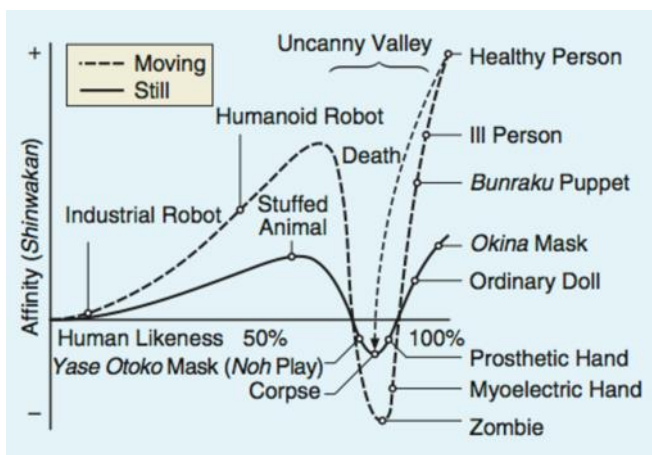 +
Uncanny Valley
Healthy Person
Moving
Still
Humanoid Robot
Ill Person
Death
Bunraku Puppet
Industrial Robot
Stuffed
Animal
Okina Mask
Ordinary Doll
Affinity (Shinwakan)
Human Likeness 50% 100%
Yase Otoko Mask (Noh Play)
Prosthetic Hand
Corpse
Myoelectric Hand
–
Zombie